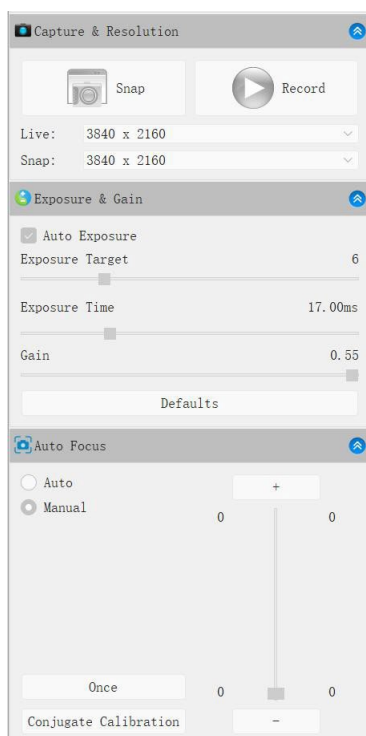 Capture & Resolution
Snap Record
Live: 3840 x 2160
Snap: 3840 x 2160
Exposure & Gain
Auto Exposure
Exposure Target 6
Exposure Time 17.00ms
Gain 0.55
Defaults
Auto Focus
Auto
+
Manual
0 0
Once
0 0
Conjugate Calibration -